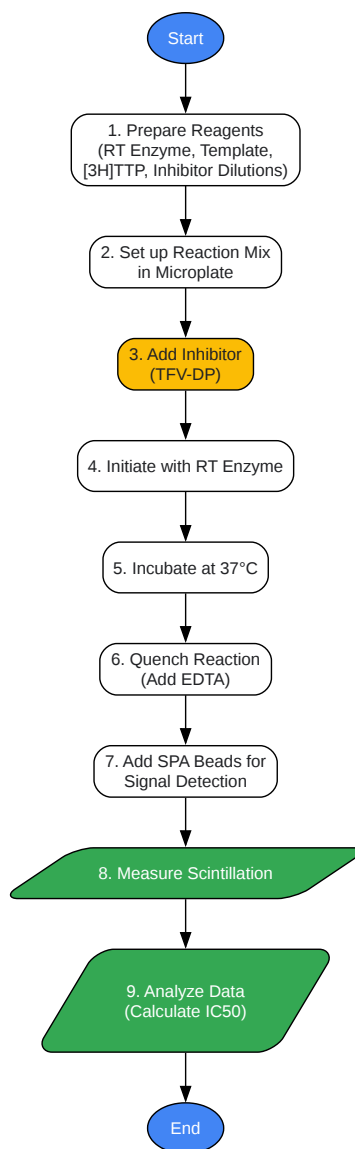 Start
1. Prepare Reagents
(RT Enzyme, Template,
[3H]TTP, Inhibitor Dilutions)
2. Set up Reaction Mix
in Microplate
3. Add Inhibitor
(TFV-DP)
4. Initiate with RT Enzyme
5. Incubate at 37°C
6. Quench Reaction
(Add EDTA)
7. Add SPA Beads for
Signal Detection
8. Measure Scintillation
9. Analyze Data
(Calculate IC50)
End